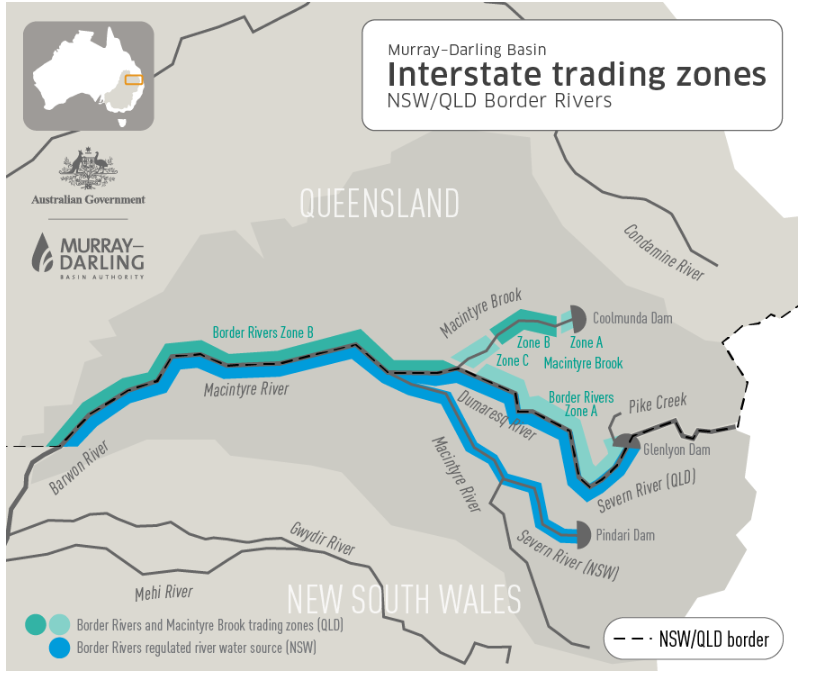 Murray–Darling Basin
Interstate trading zones
NSW/QLD Border Rivers
Australian Government
MURRAY–
DARLING
BASIN AUTHORITY
QUEENSLAND
Condamine River
Macintyre Brook
Coolmunda Dam
Border Rivers Zone B
Zone B
Zone A
Zone C
Macintyre Brook
Macintyre River
Dumaresq River
Border Rivers
Zone A
Pike Creek
Glenlyon Dam
Barwon River
Macintyre River
Severn River (QLD)
Pindari Dam
Severn River (NSW)
Gwydir River
Mehi River
NEW SOUTH WALES
Border Rivers and Macintyre Brook trading zones (QLD)
Border Rivers regulated river water source (NSW)
NSW/QLD border